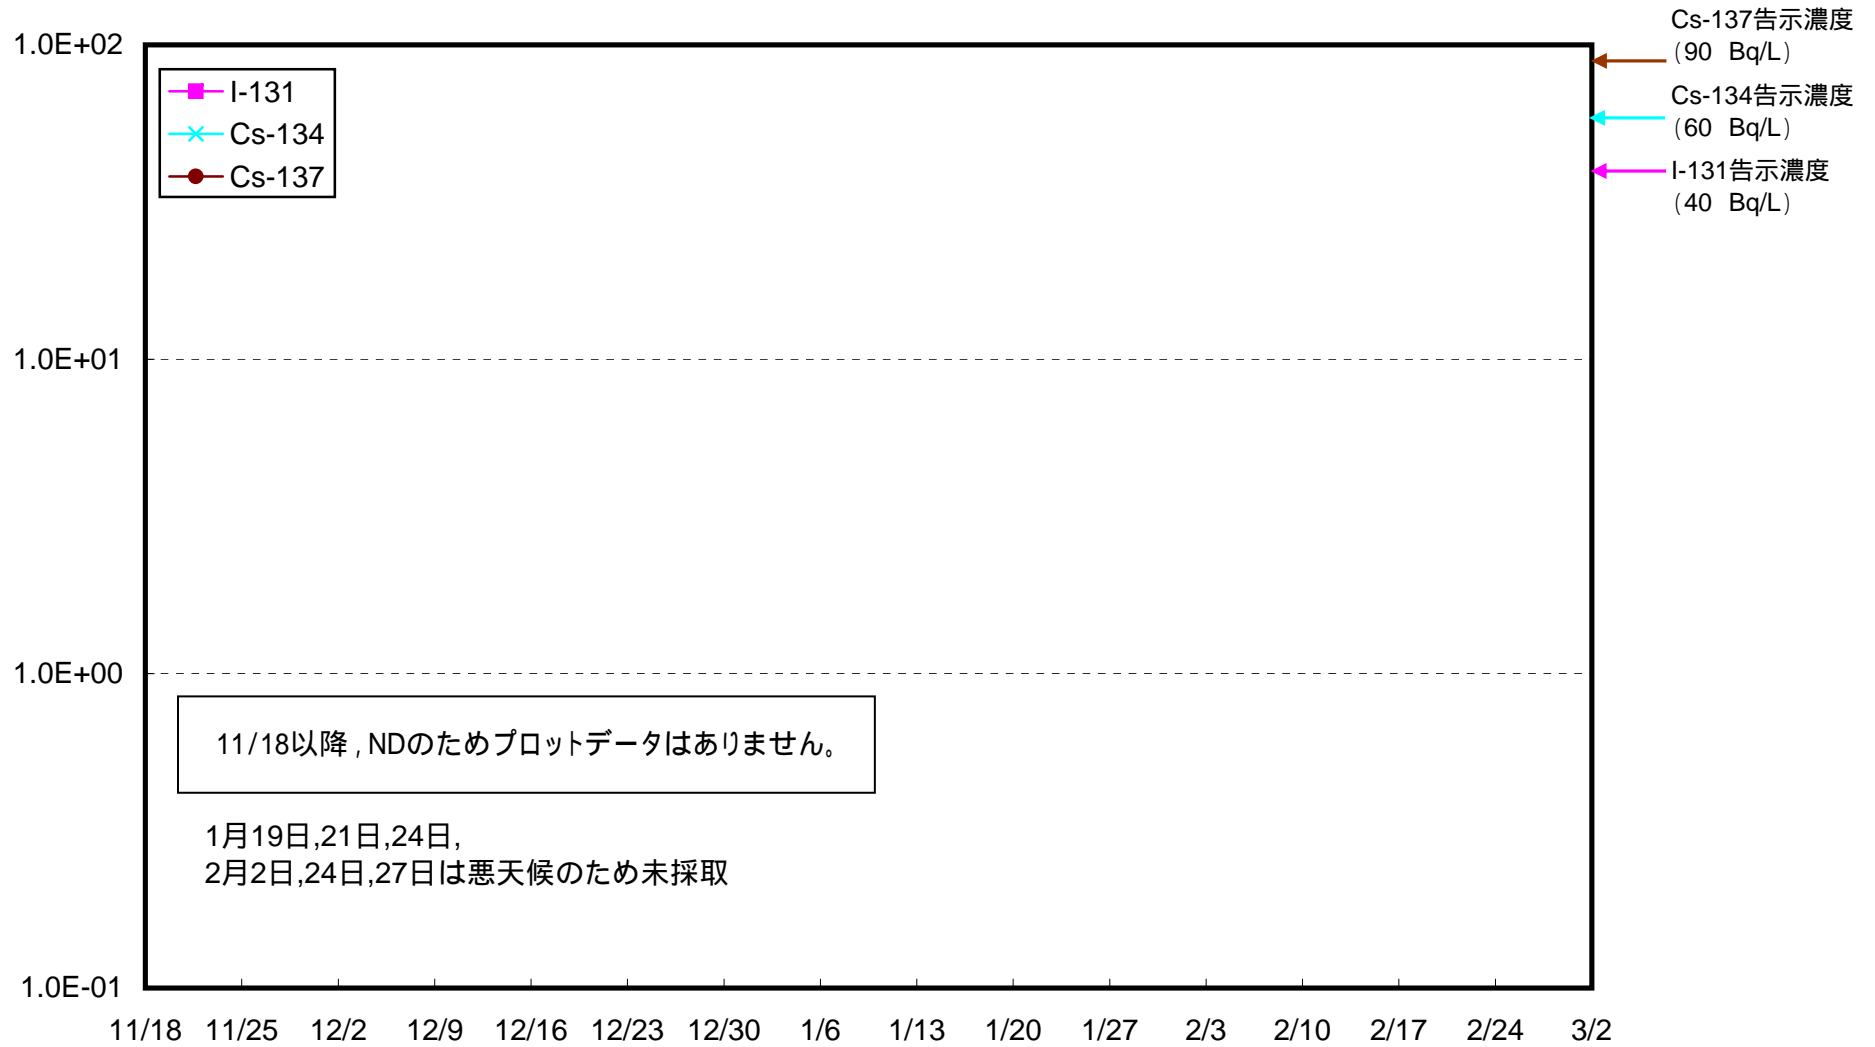 Cs-137告示濃度
(90 Bq/L)
Cs-134告示濃度
(60 Bq/L)
I-131告示濃度
(40 Bq/L)
1.0E+02
1.0E+01
1.0E+00
1.0E-01
I-131
Cs-134
Cs-137
11/18以降,NDのためプロットデータはありません。
1月19日,21日,24日,
2月2日,24日,27日は悪天候のため未採取
11/18 11/25 12/2 12/9 12/16 12/23 12/30 1/6 1/13 1/20 1/27 2/3 2/10 2/17 2/24 3/2